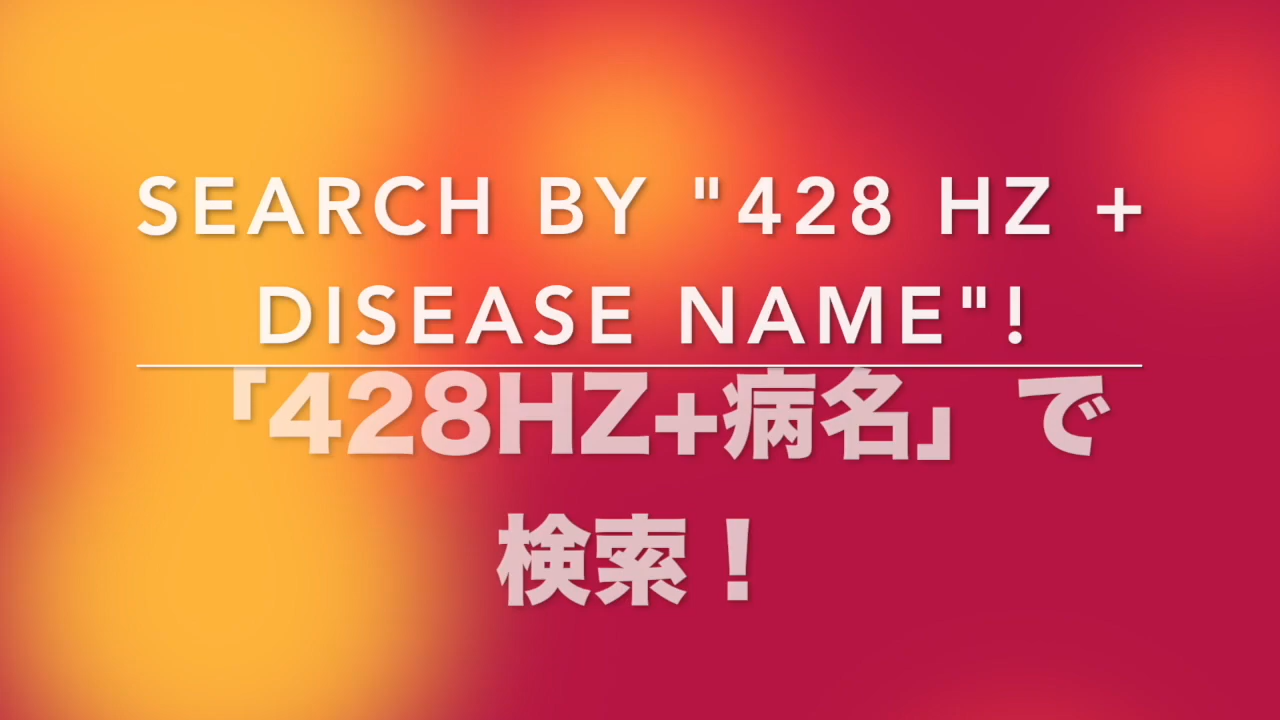 SEARCH BY "428 HZ +
DISEASE NAME"!
「428HZ+病名」で
検索！